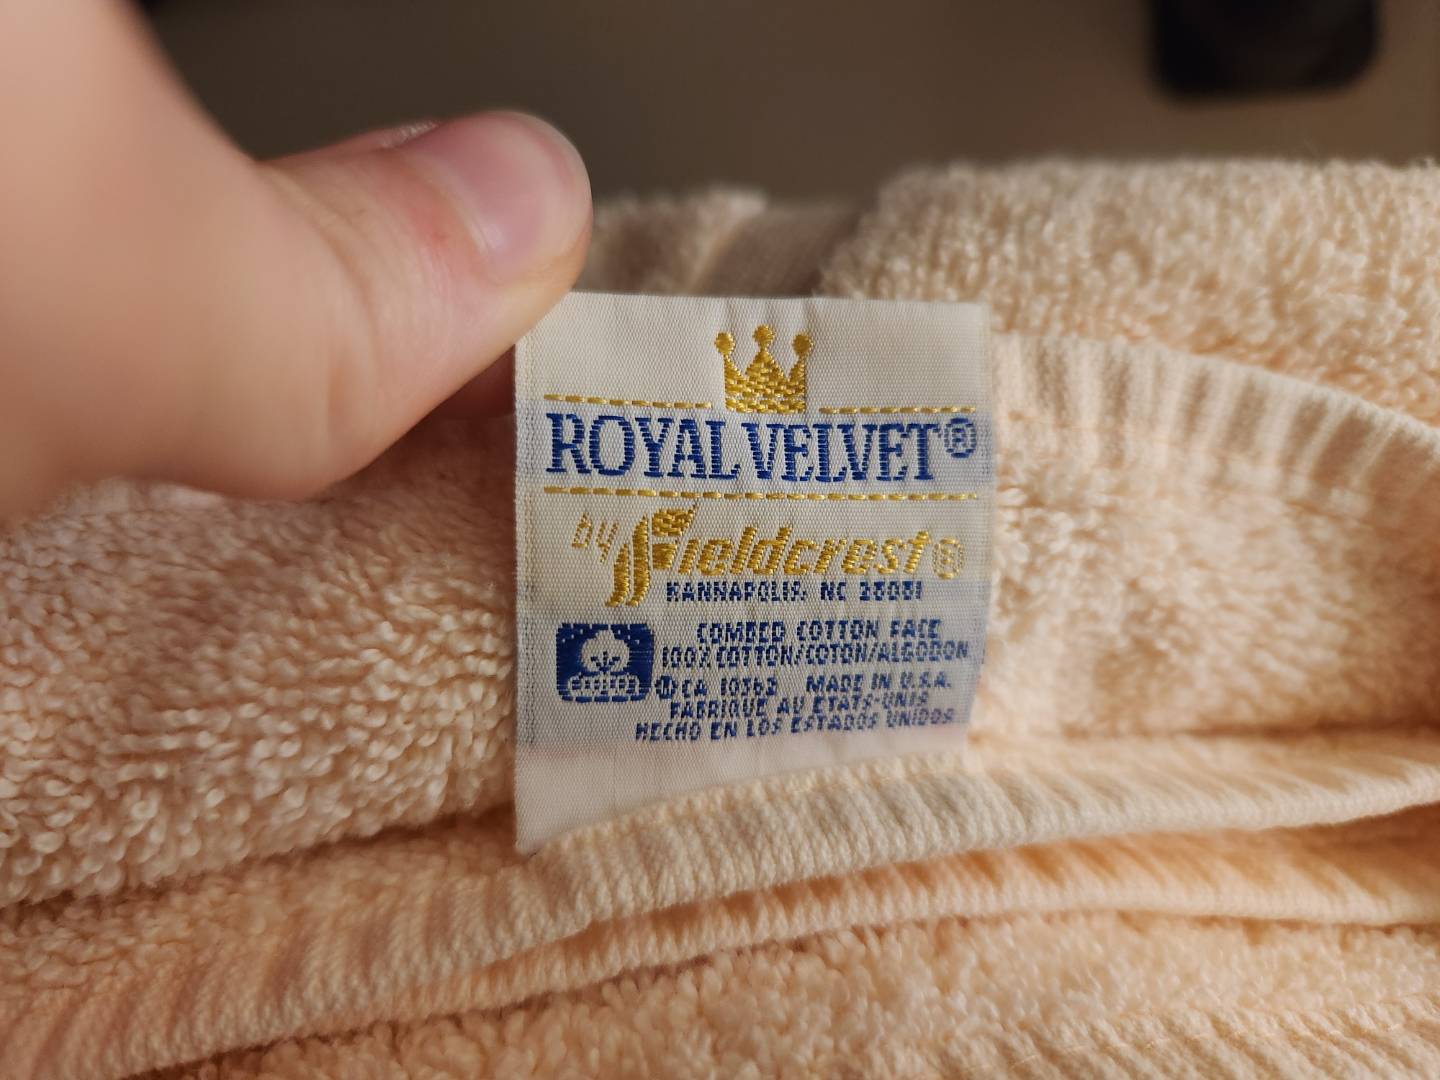 ROYAL VELVET®
by Fieldcrest®
KANNAPOLIS, NC 28081
COMBED COTTON FACE
100% COTTON/COTON/ALGODON
cotton
CA 10363 MADE IN U.S.A.
FABRIQUE AU ETATS-UNIS
HECHO EN LOS ESTADOS UNIDOS